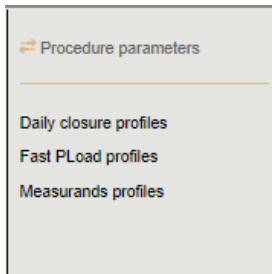 Procedure parameters
Daily closure profiles
Fast PLoad profiles
Measurands profiles